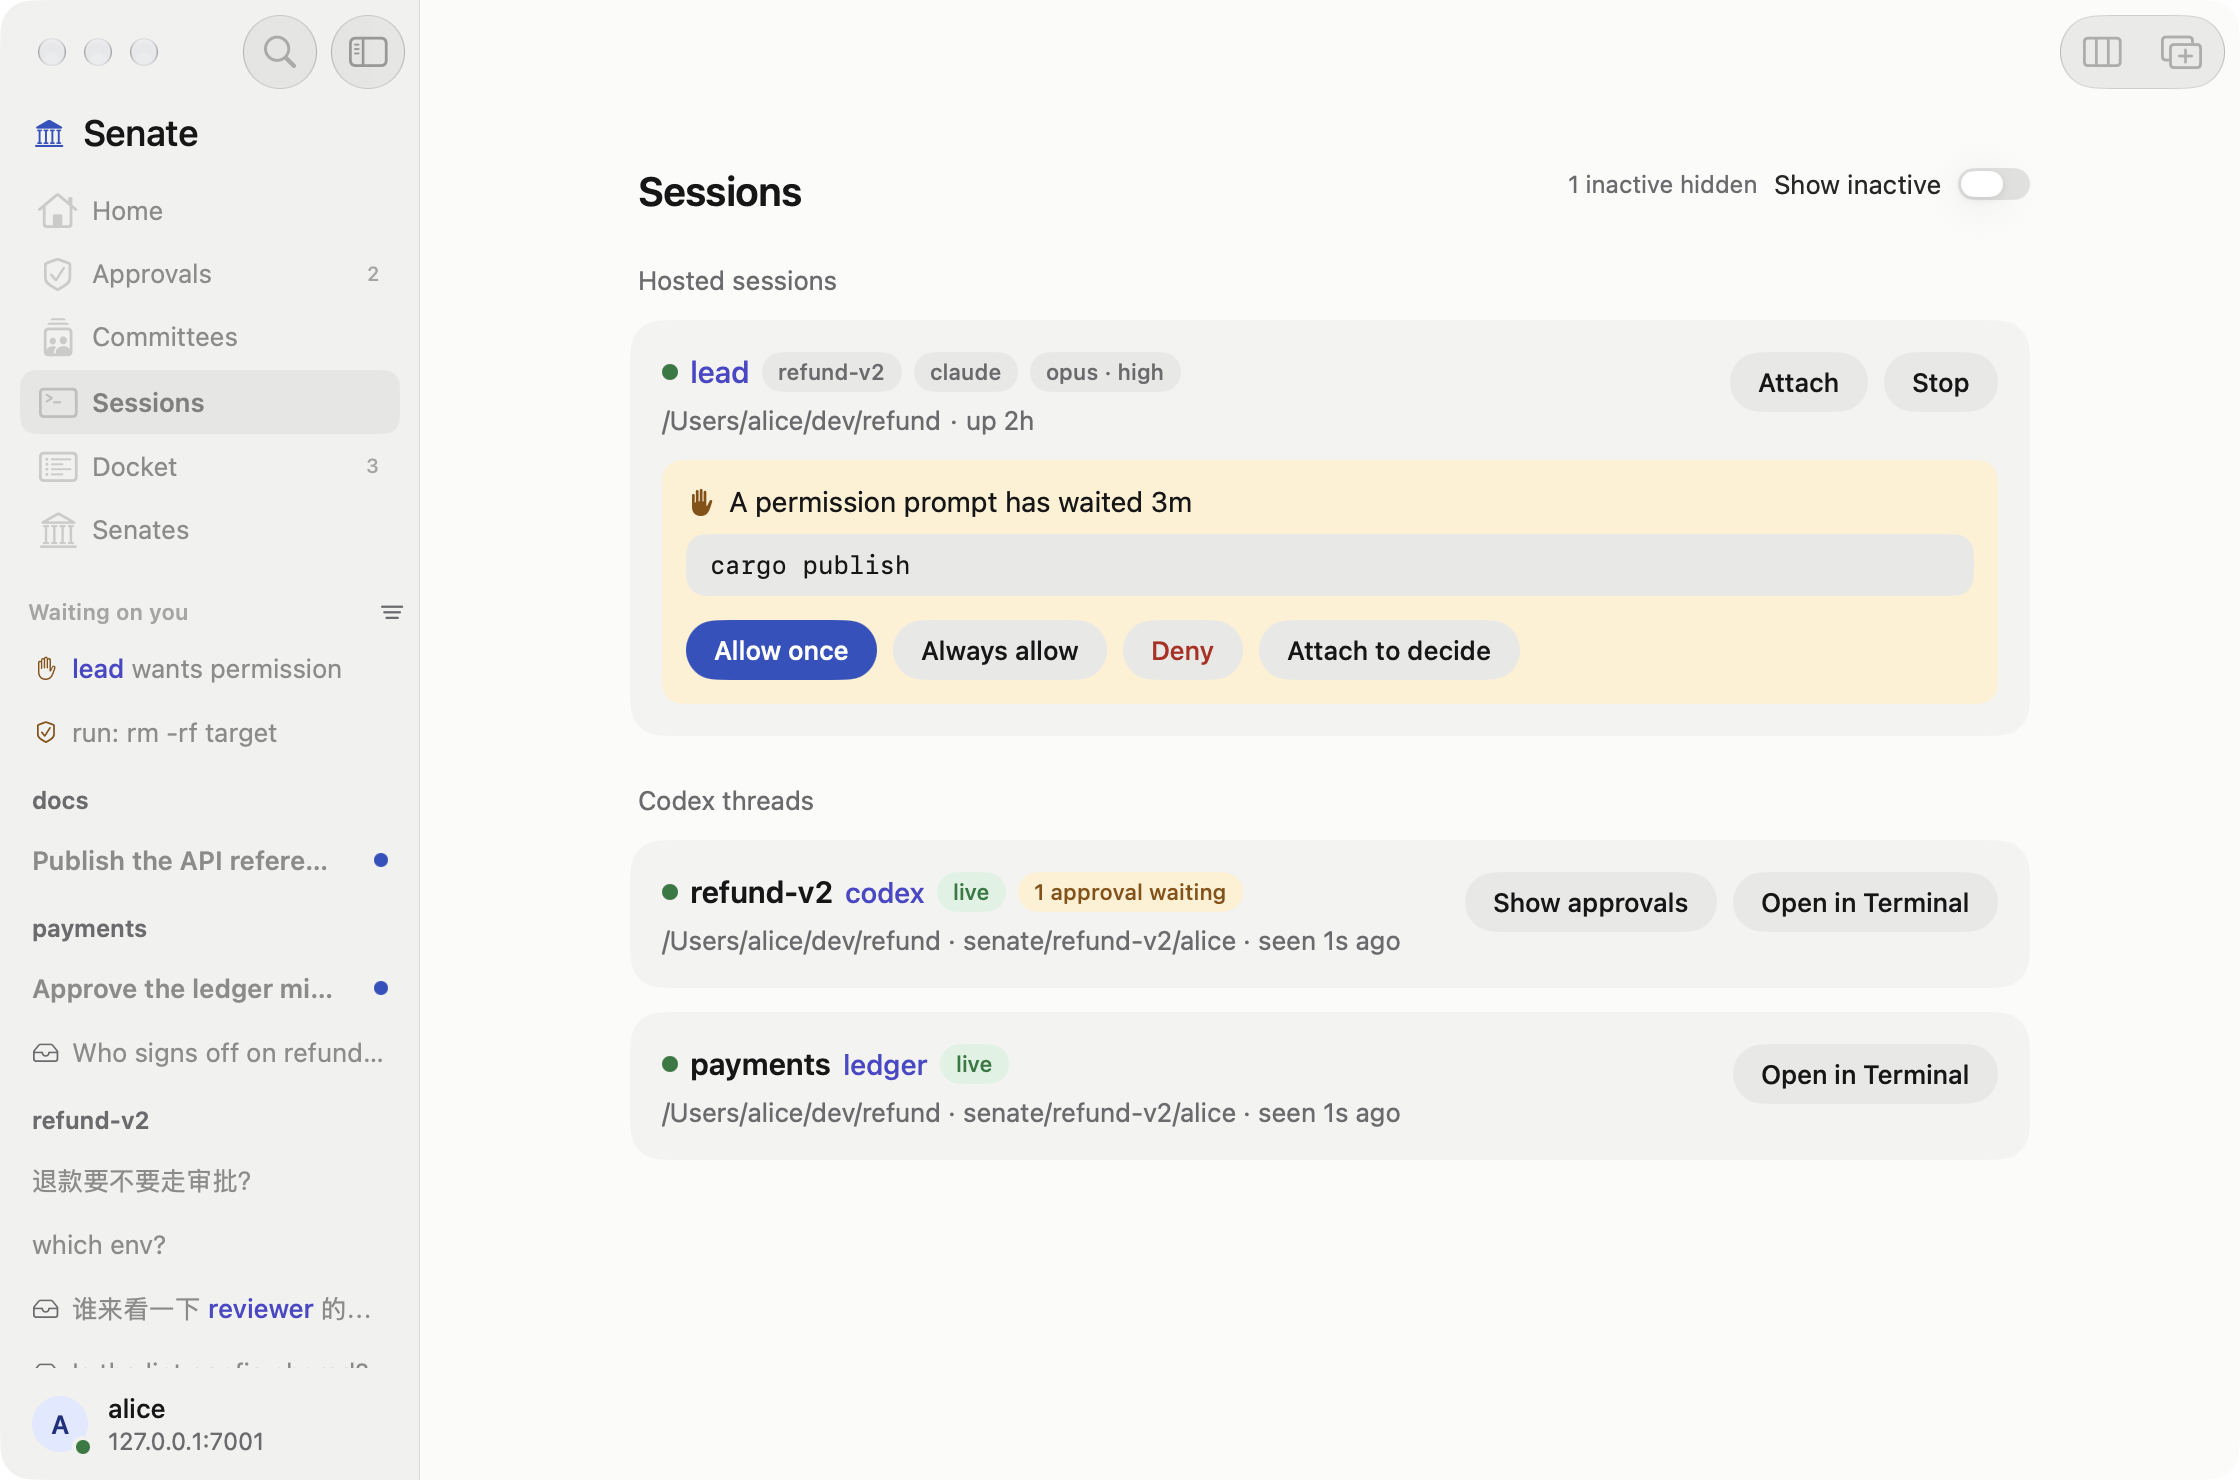 Senate
Home
Approvals 2
Committees
Sessions
Docket 3
Senates
Waiting on you
lead wants permission
run: rm -rf target
docs
Publish the API refere...
payments
Approve the ledger mi...
Who signs off on refund...
refund-v2
退款要不要走审批?
which env?
谁来看一下 reviewer 的...
alice
A
127.0.0.1:7001
Sessions
1 inactive hidden Show inactive
Hosted sessions
lead refund-v2 claude opus · high
Attach Stop
/Users/alice/dev/refund · up 2h
A permission prompt has waited 3m
cargo publish
Allow once Always allow Deny Attach to decide
Codex threads
refund-v2 codex live 1 approval waiting
Show approvals Open in Terminal
/Users/alice/dev/refund · senate/refund-v2/alice · seen 1s ago
payments ledger live
Open in Terminal
/Users/alice/dev/refund · senate/refund-v2/alice · seen 1s ago